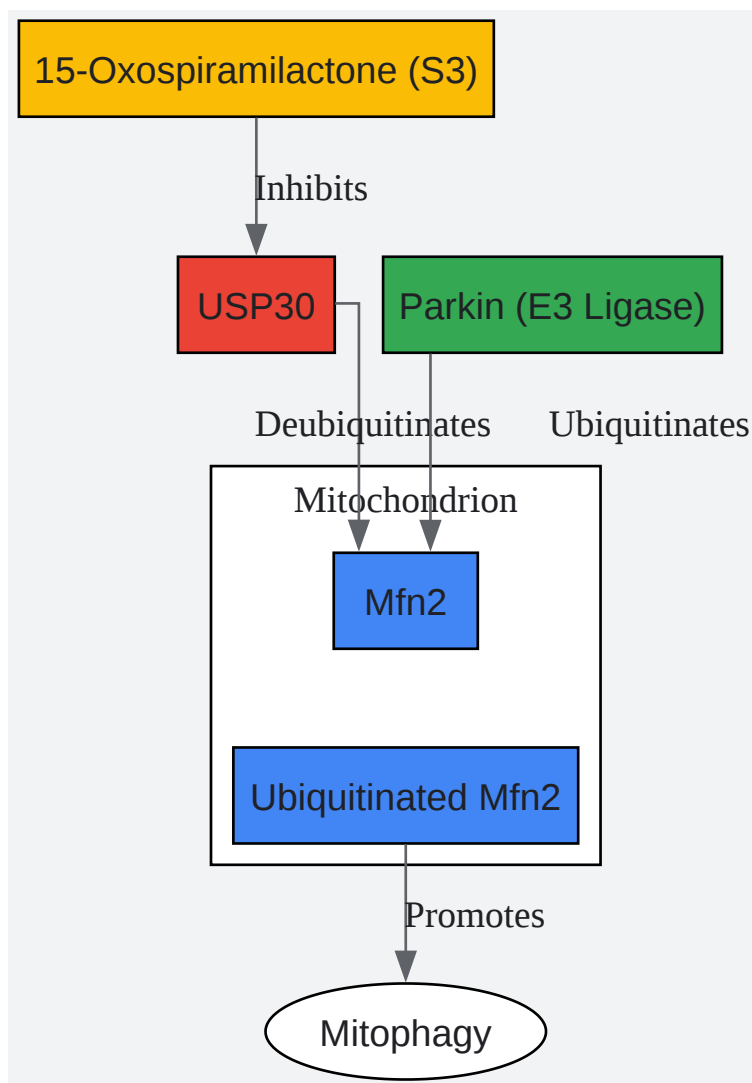 15-Oxospiramilactone (S3)
Inhibits
USP30
Parkin (E3 Ligase)
Deubiquitinates
Ubiquitinates
Mitochondrion
Mfn2
Ubiquitinated Mfn2
Promotes
Mitophagy